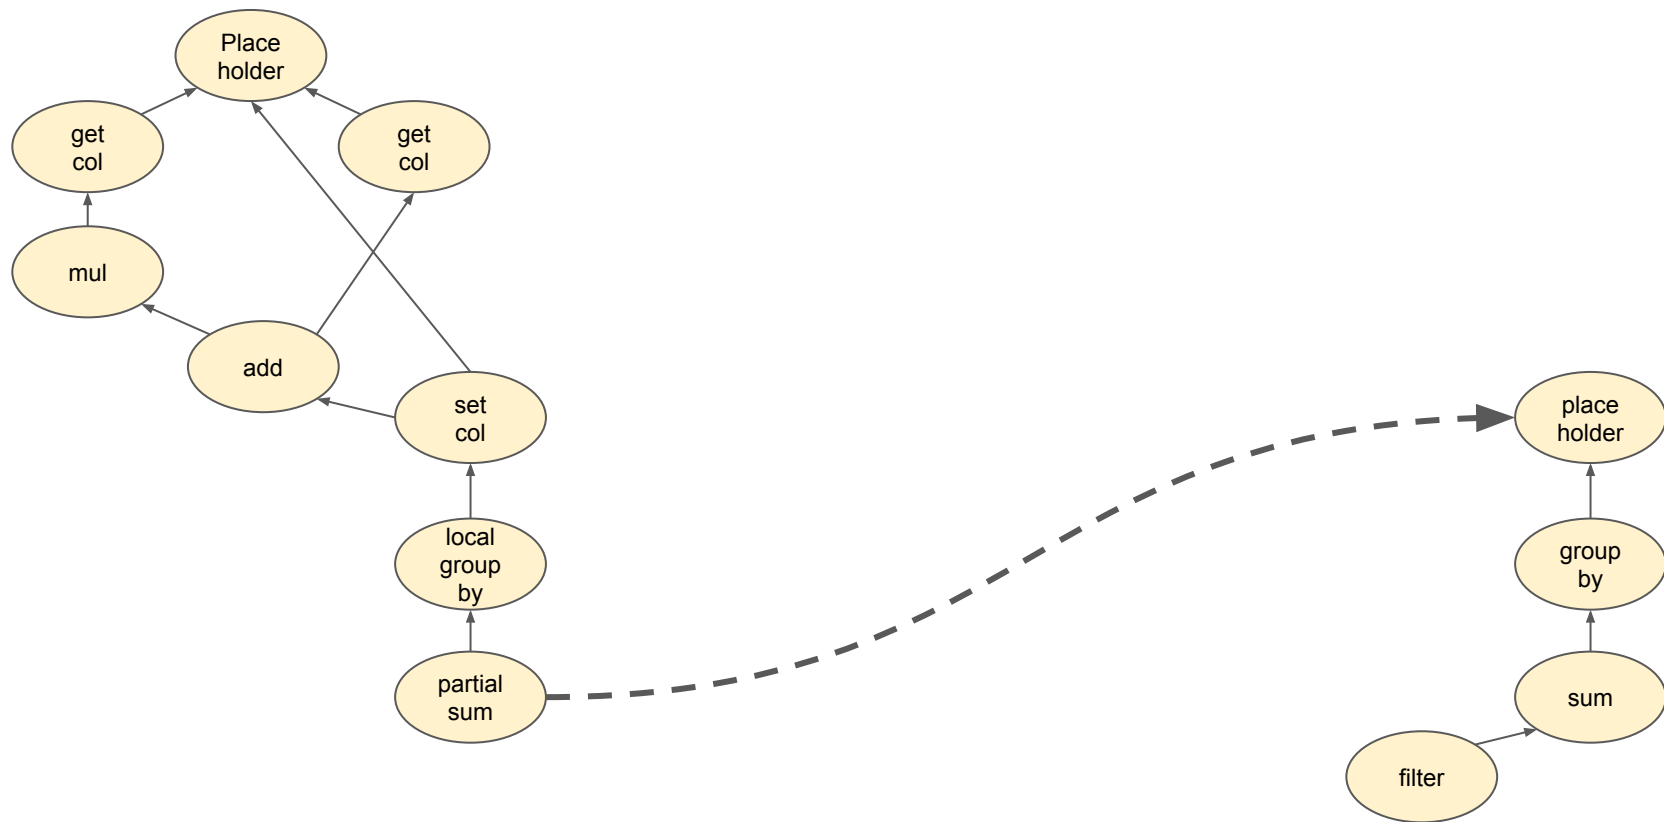 Place
holder
get
col
get
col
mul
add
set
col
local
group
by
partial
sum
place
holder
group
by
sum
filter